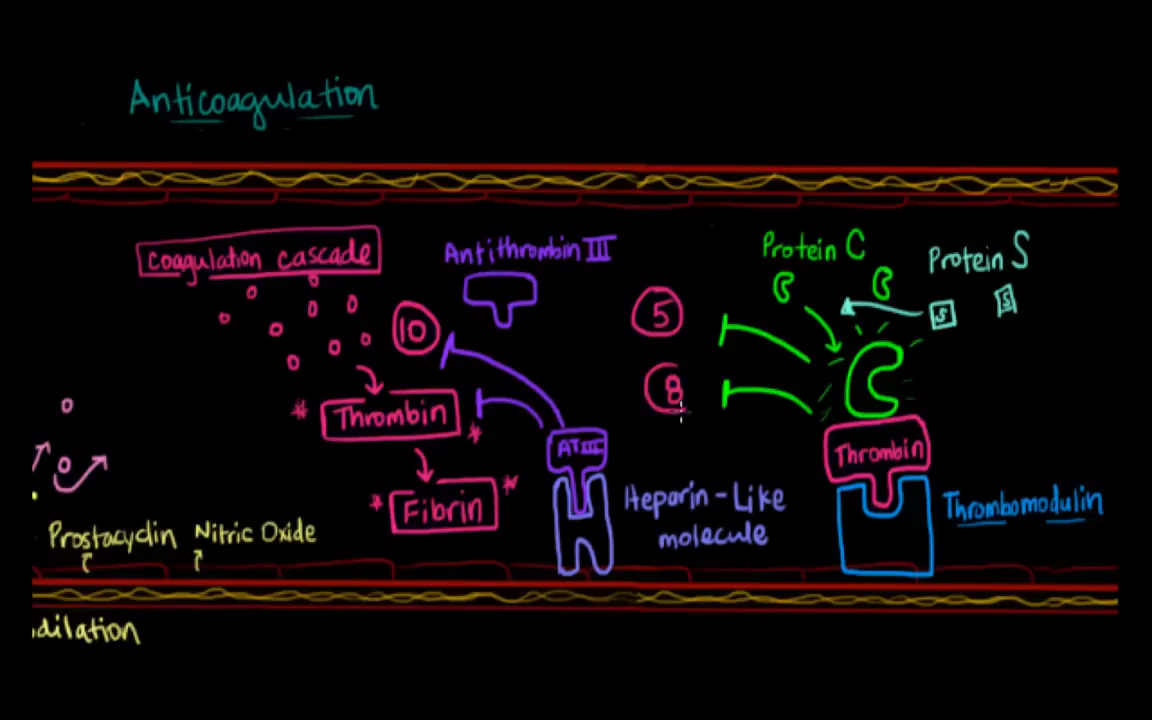 Anticoagulation
Coagulation cascade
Antithrombin III
Protein C
Protein S
10
5
S
S
8
Thrombin
ATIII
Thrombin
Fibrin
Heparin-Like
molecule
Thrombomodulin
Prostacyclin
Nitric Oxide
dilation